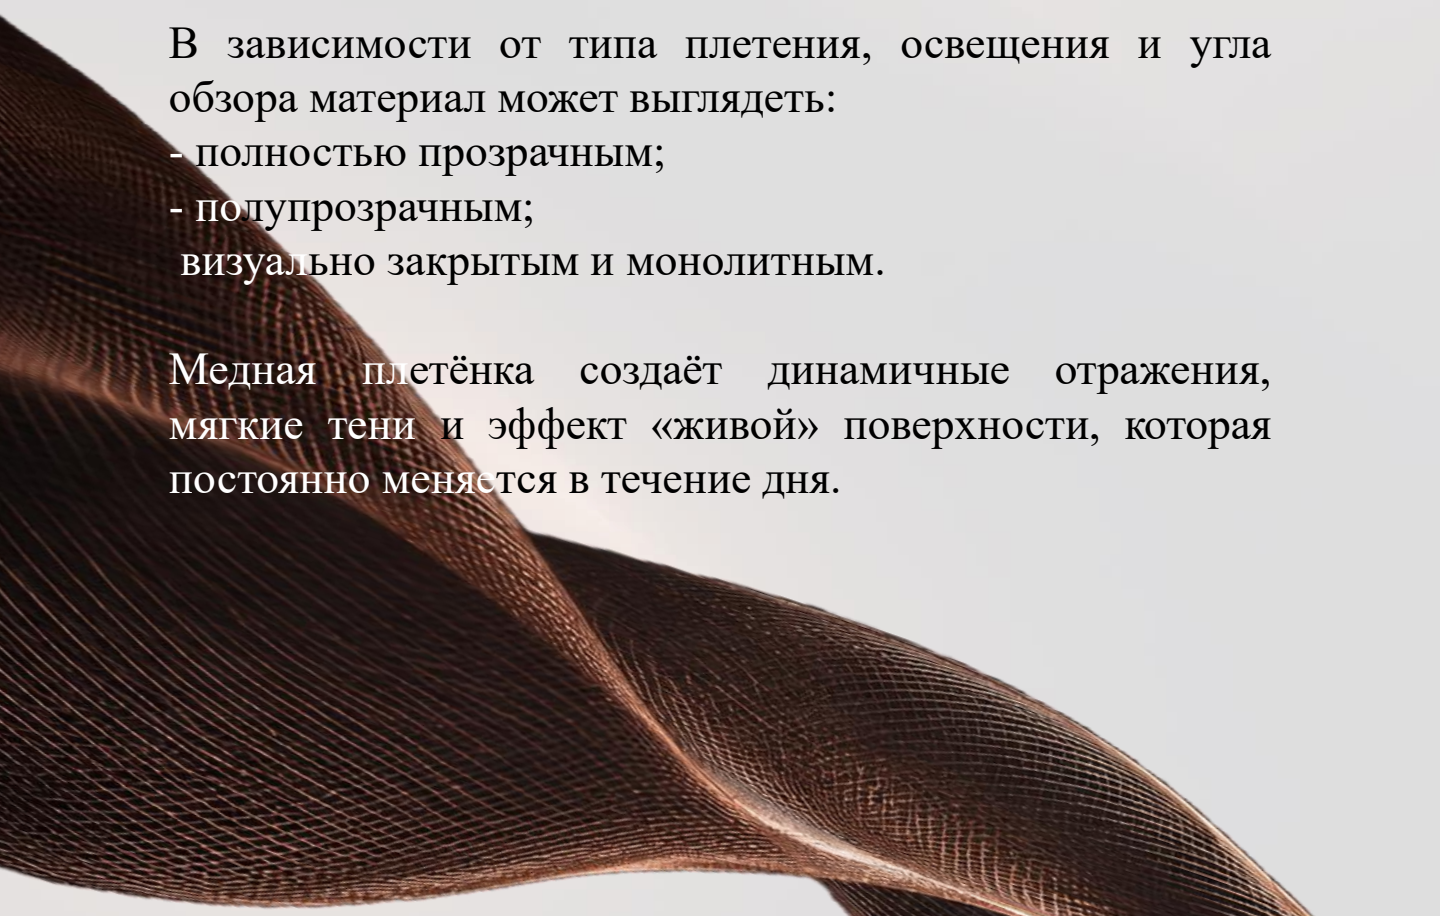 В зависимости от типа плетения, освещения и угла
обзора материал может выглядеть:
- полностью прозрачным;
- полупрозрачным;
визуально закрытым и монолитным.
Медная плетёнка создаёт динамичные отражения,
мягкие тени и эффект «живой» поверхности, которая
постоянно меняется в течение дня.